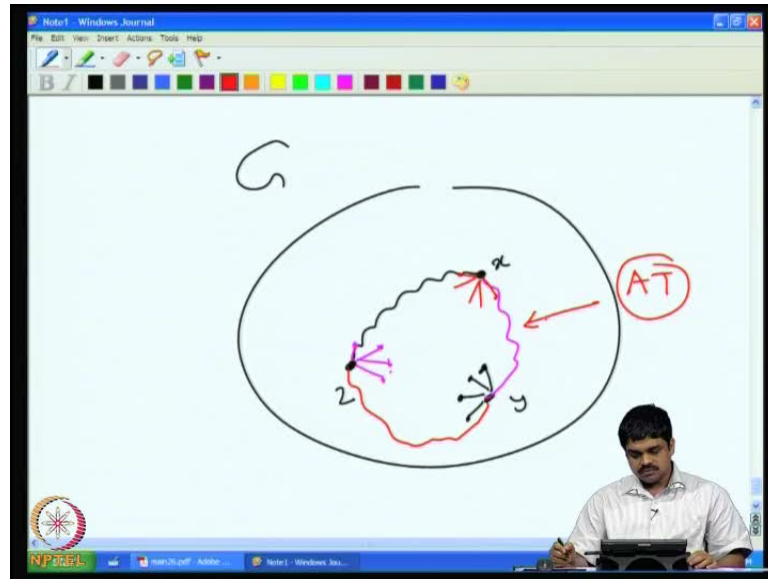 Note1 - Windows Journal
File Edit View Insert Actions Tools Help
B I
G
x
AT
z
y
NPTEL
main26.pdf - Adobe ...
Note1 - Windows Jou...